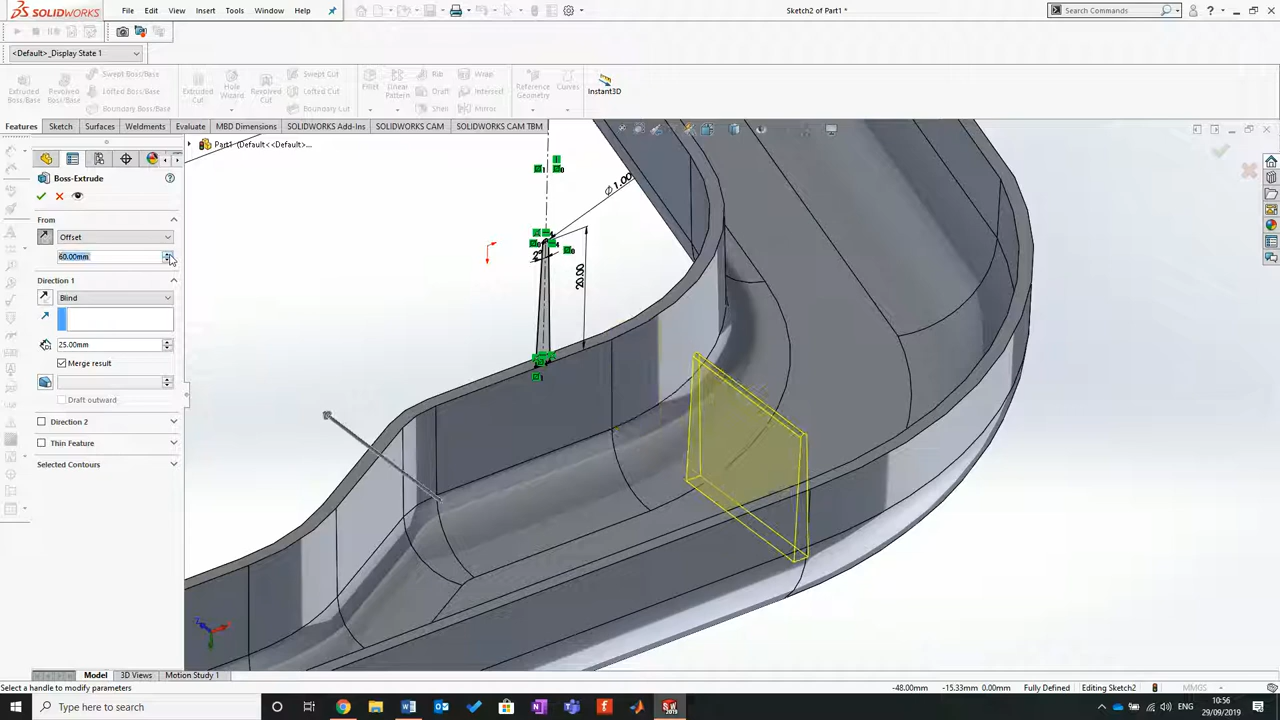 SOLIDWORKS File Edit View Insert Tools Window Help Sketch2 of Part1 * Search Commands
<Default>_Display State 1
Extruded Boss/Base Revolved Boss/Base Swept Boss/Base Lofted Boss/Base Boundary Boss/Base Extruded Cut Hole Wizard Revolved Cut Swept Cut Lofted Cut Boundary Cut Fillet Linear Pattern Rib Draft Shell Wrap Intersect Mirror Reference Geometry Curves Instant3D
Features Sketch Surfaces Weldments Evaluate MBD Dimensions SOLIDWORKS Add-Ins SOLIDWORKS CAM SOLIDWORKS CAM TBM
Part1 (Default<<Default>...
Boss-Extrude
From
Offset
60.00mm
Direction 1
Blind
25.00mm
Merge result
Draft outward
Direction 2
Thin Feature
Selected Contours
Ø1.00
2°
20.00
Model 3D Views Motion Study 1
Select a handle to modify parameters -48.00mm -15.33mm 0.00mm Fully Defined Editing Sketch2 MMGS
Type here to search
ENG
10:56
29/09/2019